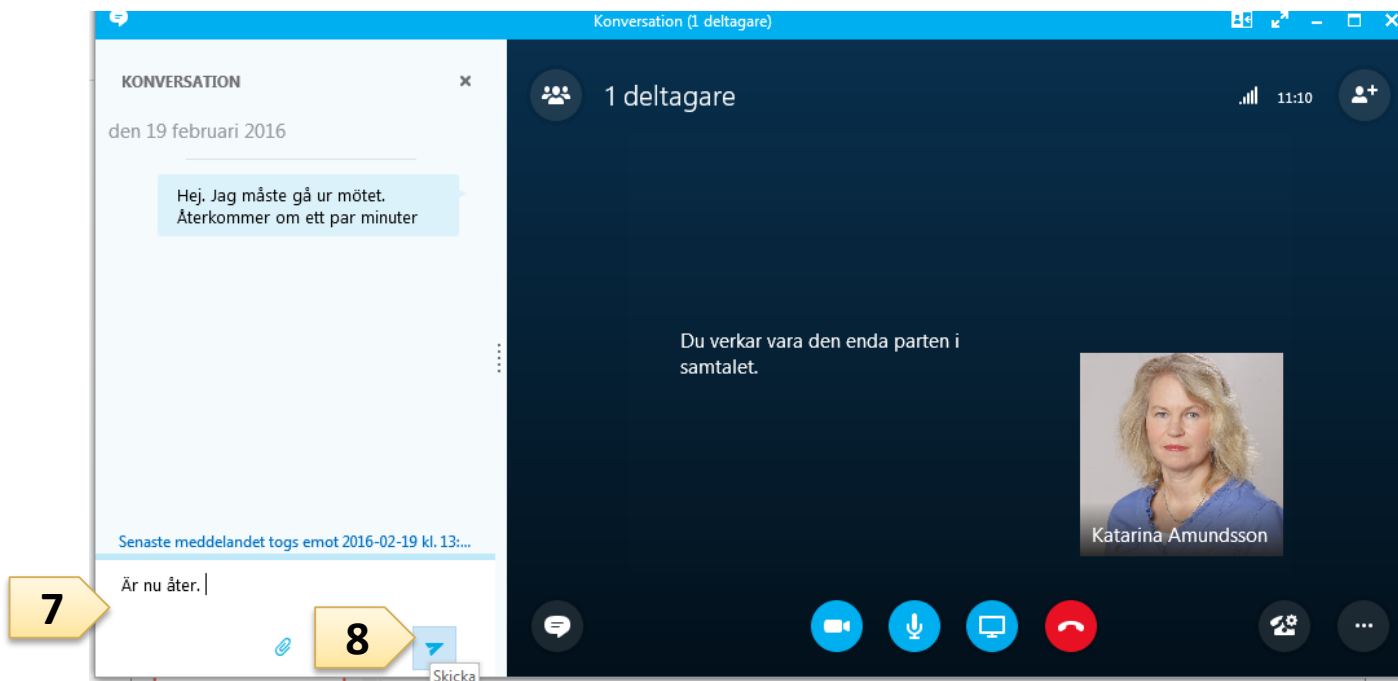 Konversation (1 deltagare)
KONVERSATION
den 19 februari 2016
Hej. Jag måste gå ur mötet.
Återkommer om ett par minuter
Senaste meddelandet togs emot 2016-02-19 kl. 13:...
Är nu åter.
7
8
Skicka
1 deltagare
11:10
Du verkar vara den enda parten i
samtalet.
Katarina Amundsson